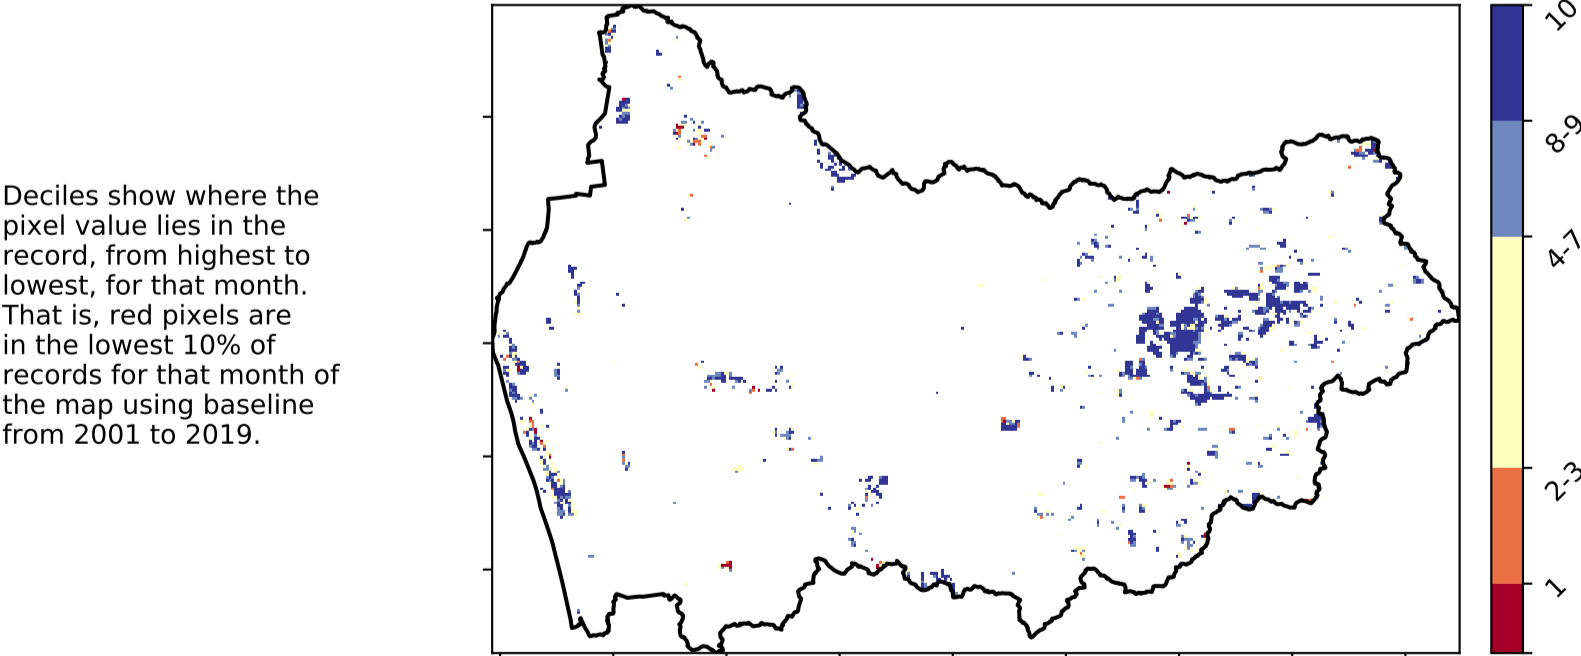 Deciles show where the
pixel value lies in the
record, from highest to
lowest, for that month.
That is, red pixels are
in the lowest 10% of
records for that month of
the map using baseline
from 2001 to 2019.
10
8-9
4-7
2-3
1